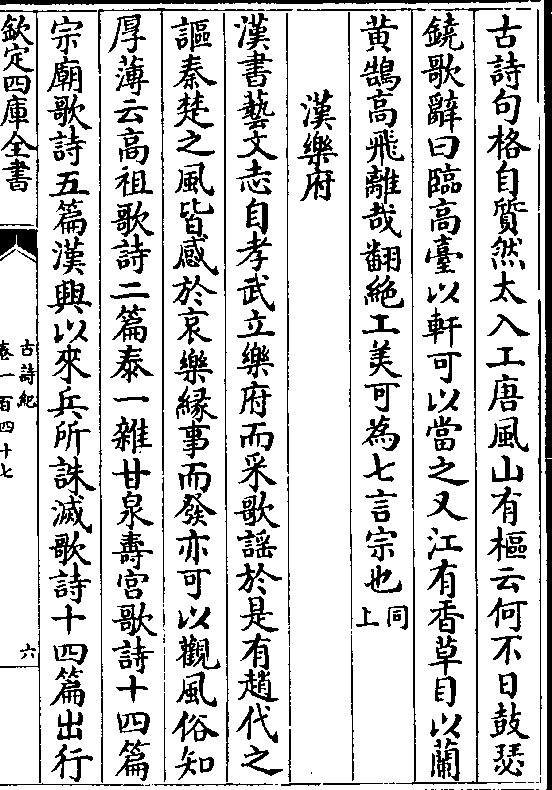 古詩句格自質然太入工唐風山有樞云何不日鼓瑟
鐃歌辭曰臨高臺以軒可以當之又江有香草目以蘭
黄鵠高飛離哉翻絶工美可為七言宗也同上
漢樂府
漢書藝文志自孝武立樂府而采歌謡於是有趙代之
謳秦楚之風皆感於哀樂縁事而發亦可以觀風俗知
厚薄云高祖歌詩二篇泰一雜甘泉壽宫歌詩十四篇
宗廟歌詩五篇漢興以來兵所誅滅歌詩十四篇出行
欽定四庫全書
古詩紀
卷一百四十七
六